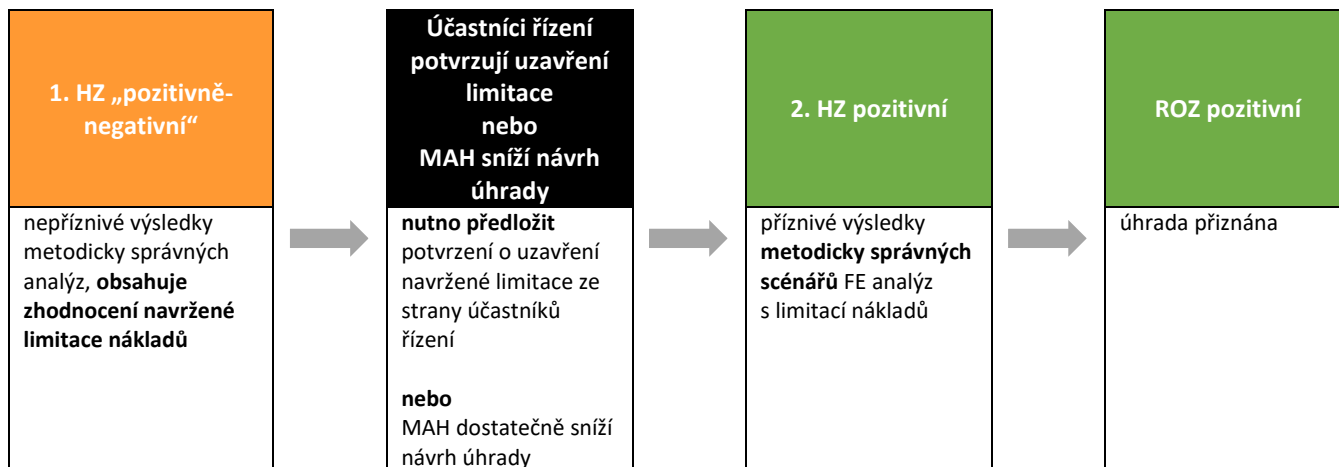 1. HZ „pozitivně-
negativní“
nepříznivé výsledky
metodicky správných
analýz, obsahuje
zhodnocení navržené
limitace nákladů
Účastníci řízení
potvrzují uzavření
limitace
nebo
MAH sníží návrh
úhrady
nutno předložit
potvrzení o uzavření
navržené limitace ze
strany účastníků
řízení
nebo
MAH dostatečně sníží
návrh úhrady
2. HZ pozitivní
příznivé výsledky
metodicky správných
scénářů FE analýz
s limitací nákladů
ROZ pozitivní
úhrada přiznána